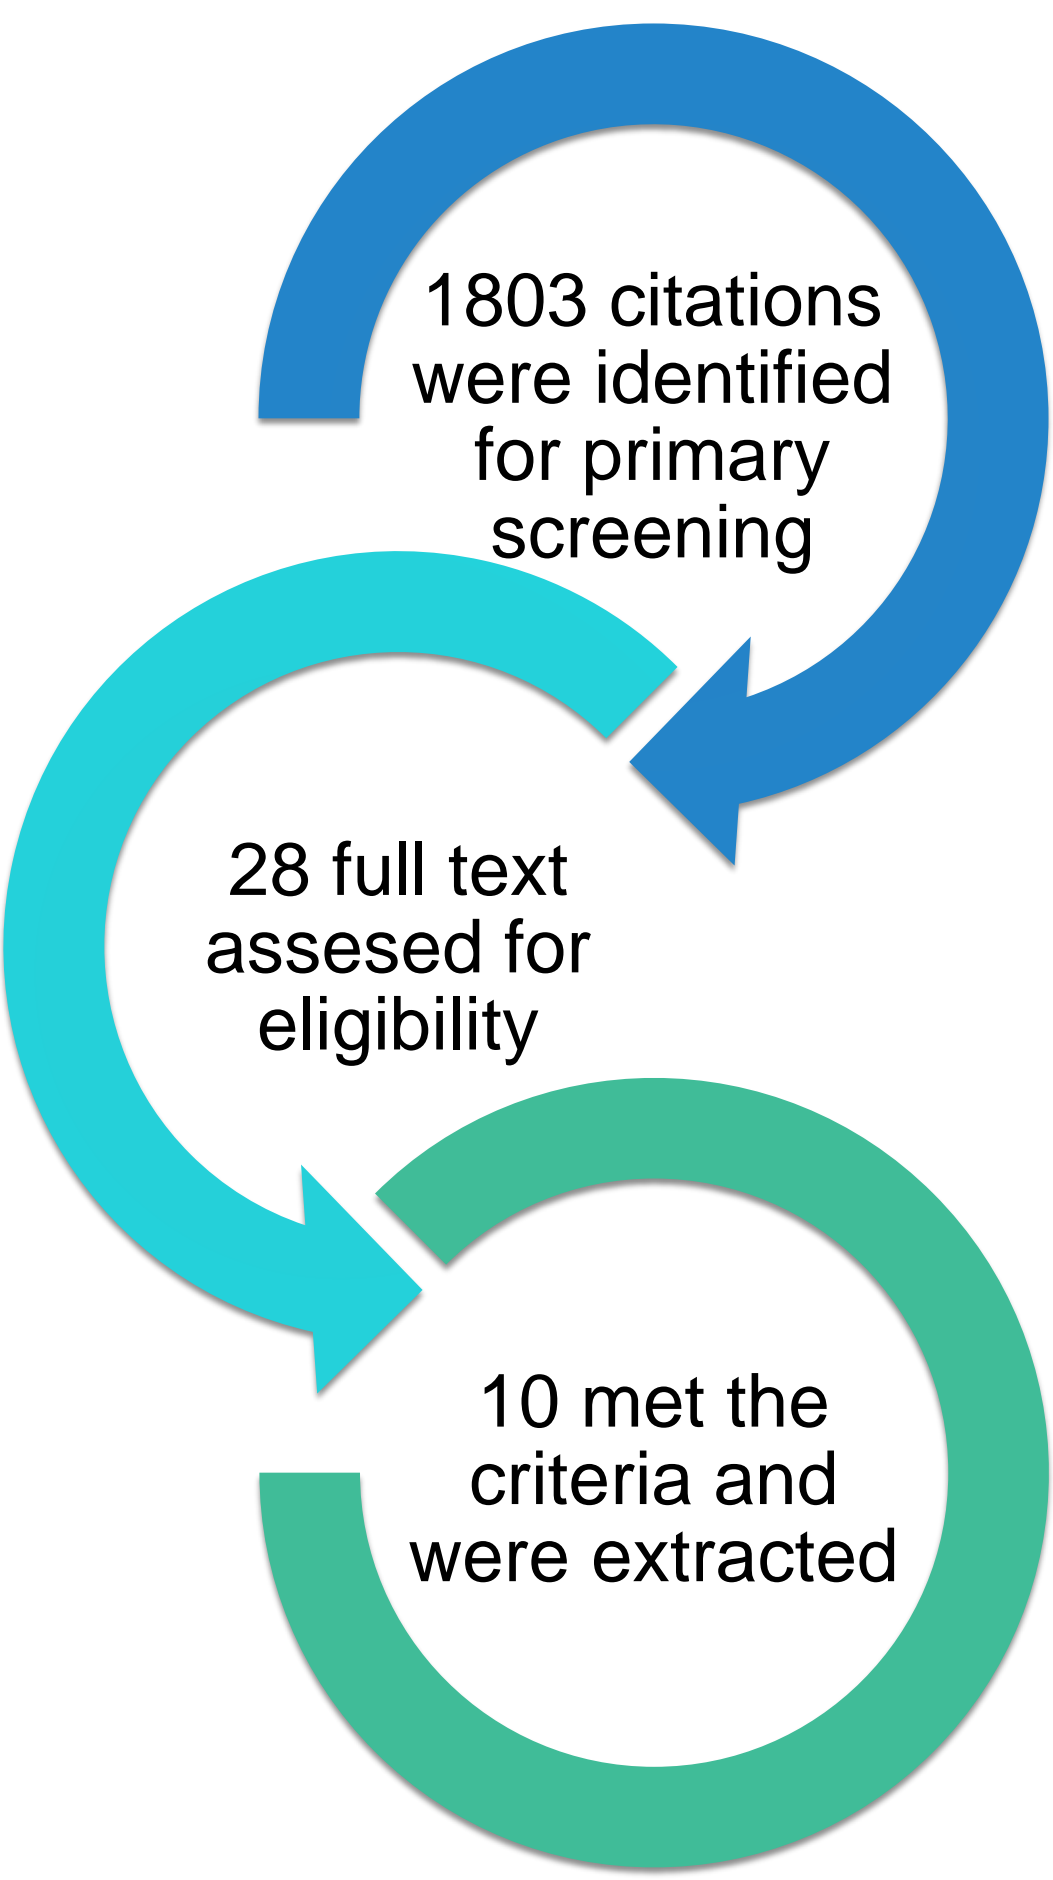 1803 citations
were identified
for primary
screening
28 full text
assesed for
eligibility
10 met the
criteria and
were extracted